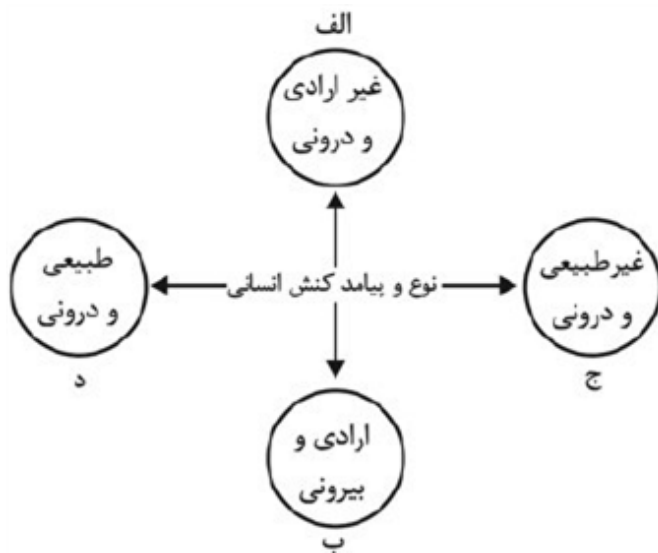 الف
غیر ارادی
و درونی
غیرطبیعی
و درونی
ج
نوع و پیامد کنش انسانی
طبیعی
و درونی
د
ارادی و
بیرونی
ب